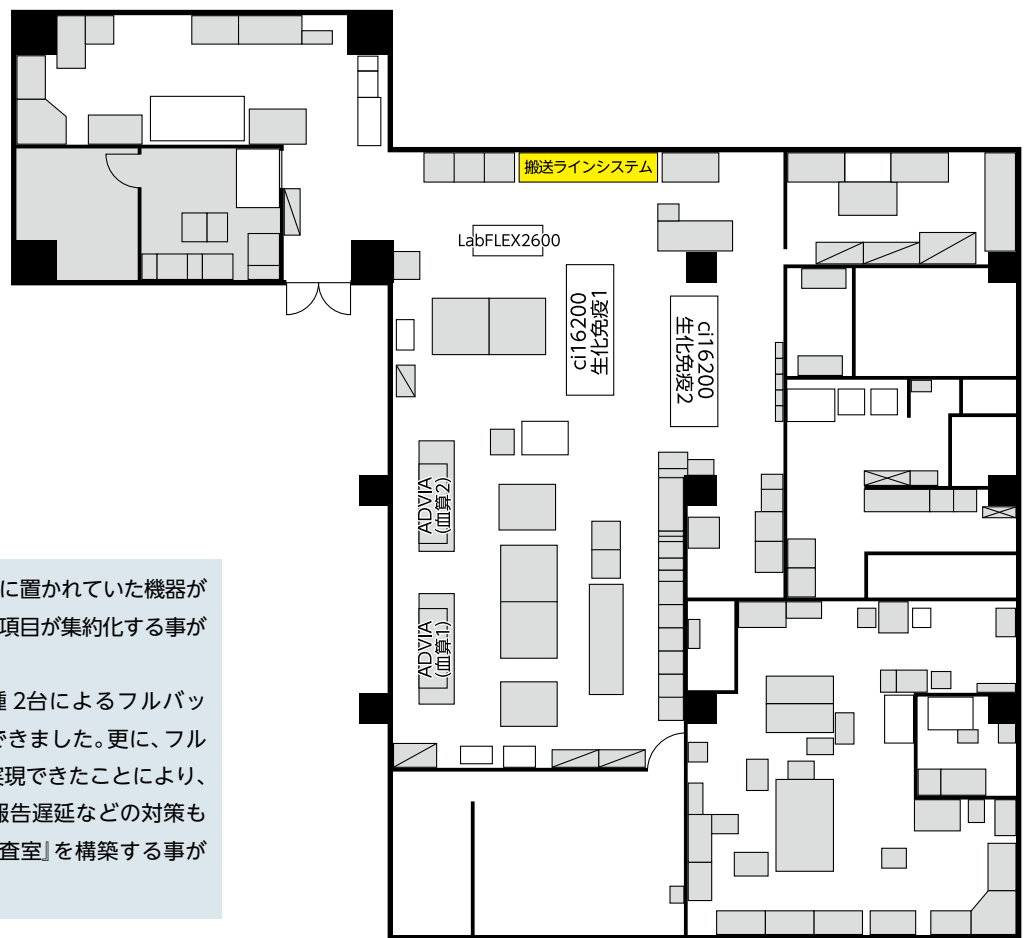 搬送ラインシステム
LabFLEX2600
ci16200
生化免疫1
ci16200
生化免疫2
ADVIA
(血算2)
ADVIA
(血算1)
に置かれていた機器が
項目が集約化する事が
種 2台によるフルバッ
できました。更に、フル
実現できたことにより、
報告遅延などの対策も
査室』を構築する事が